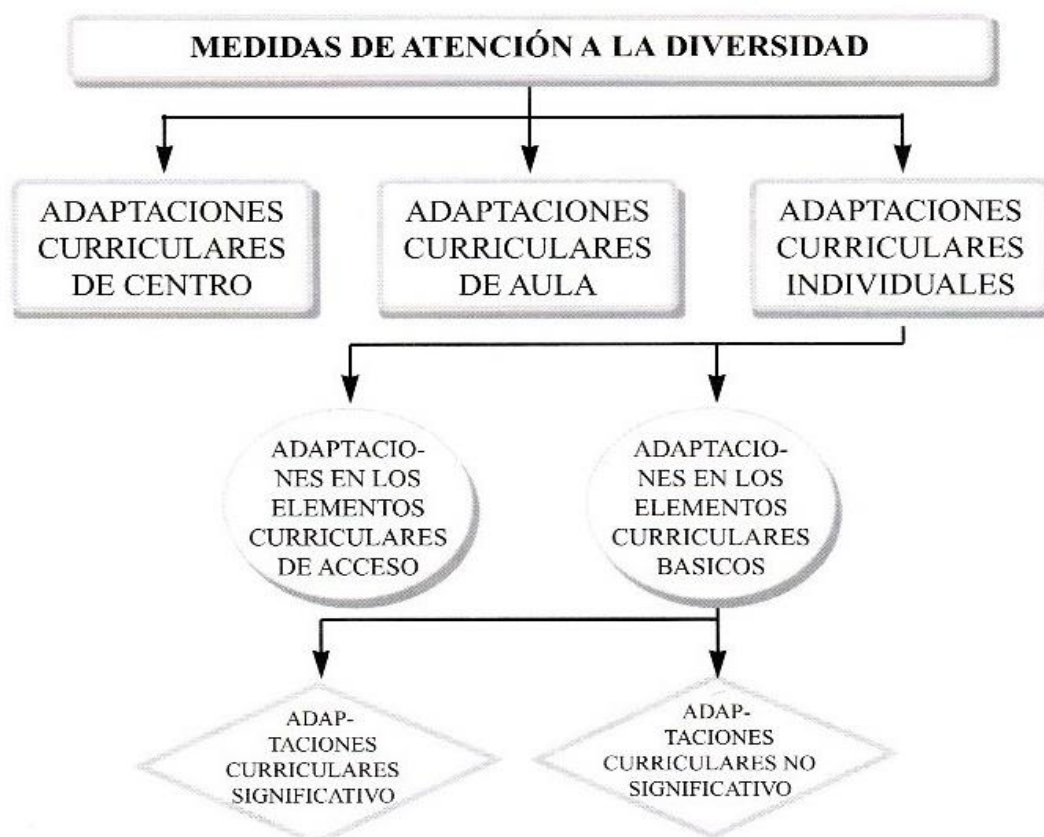 MEDIDAS DE ATENCIÓN A LA DIVERSIDAD
ADAPTACIONES
CURRICULARES
DE CENTRO
ADAPTACIONES
CURRICULARES
DE AULA
ADAPTACIONES
CURRICULARES
INDIVIDUALES
ADAPTACIO-
NES EN LOS
ELEMENTOS
CURRICULARES
DE ACCESO
ADAPTACIO-
NES EN LOS
ELEMENTOS
CURRICULARES
BASICOS
ADAP-
TACIONES
CURRICULARES
SIGNIFICATIVO
ADAP-
TACIONES
CURRICULARES NO
SIGNIFICATIVO